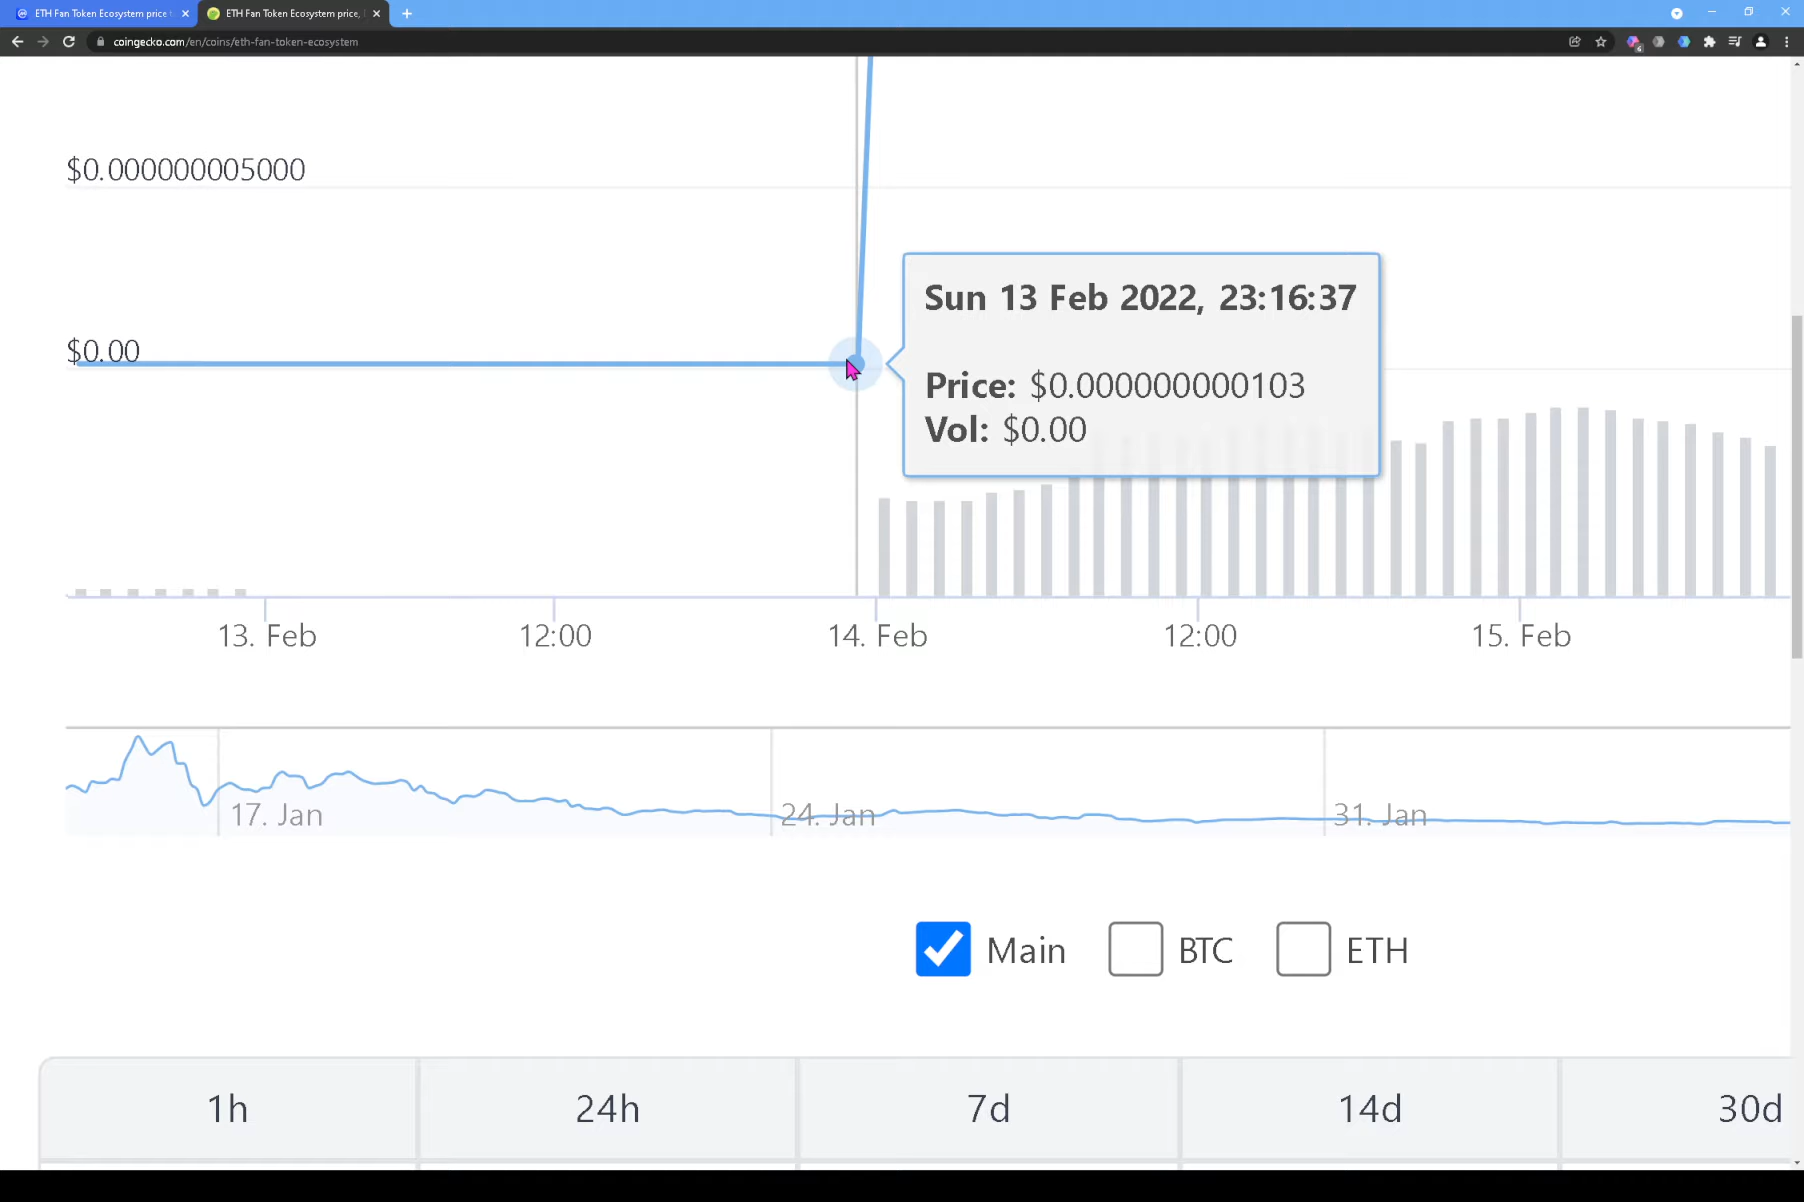 ETH Fan Token Ecosystem price t
ETH Fan Token Ecosystem price,
coingecko.com/en/coins/eth-fan-token-ecosystem
$0.000000005000
$0.00
Sun 13 Feb 2022, 23:16:37
Price: $0.000000000103
Vol: $0.00
13. Feb
12:00
14. Feb
12:00
15. Feb
17. Jan
24. Jan
31. Jan
Main
BTC
ETH
1h
24h
7d
14d
30d